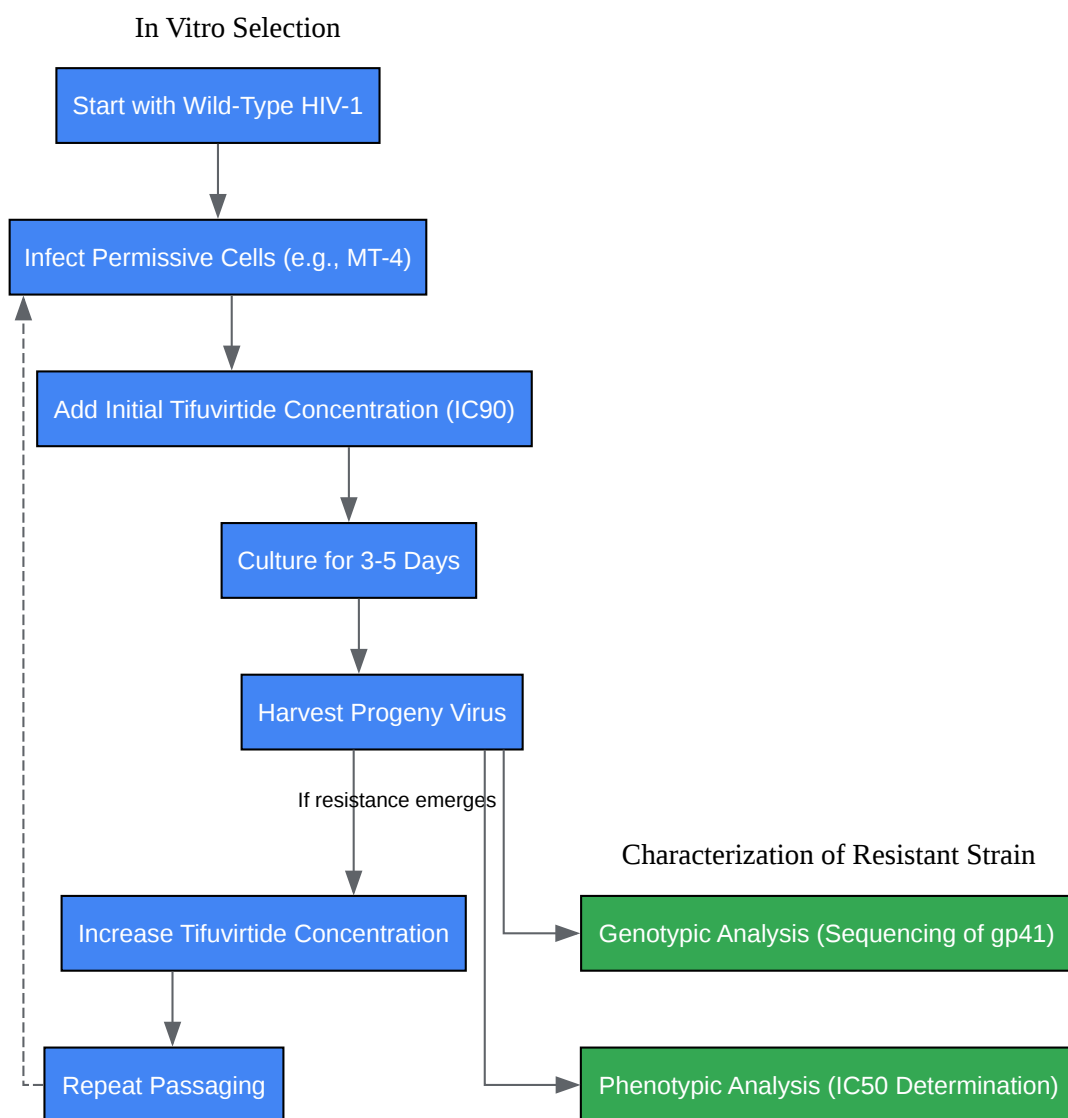 In Vitro Selection
Start with Wild-Type HIV-1
Infect Permissive Cells (e.g., MT-4)
Add Initial Tifuvirtide Concentration (IC90)
Culture for 3-5 Days
Harvest Progeny Virus
If resistance emerges
Characterization of Resistant Strain
Increase Tifuvirtide Concentration
Genotypic Analysis (Sequencing of gp41)
Repeat Passaging
Phenotypic Analysis (IC50 Determination)